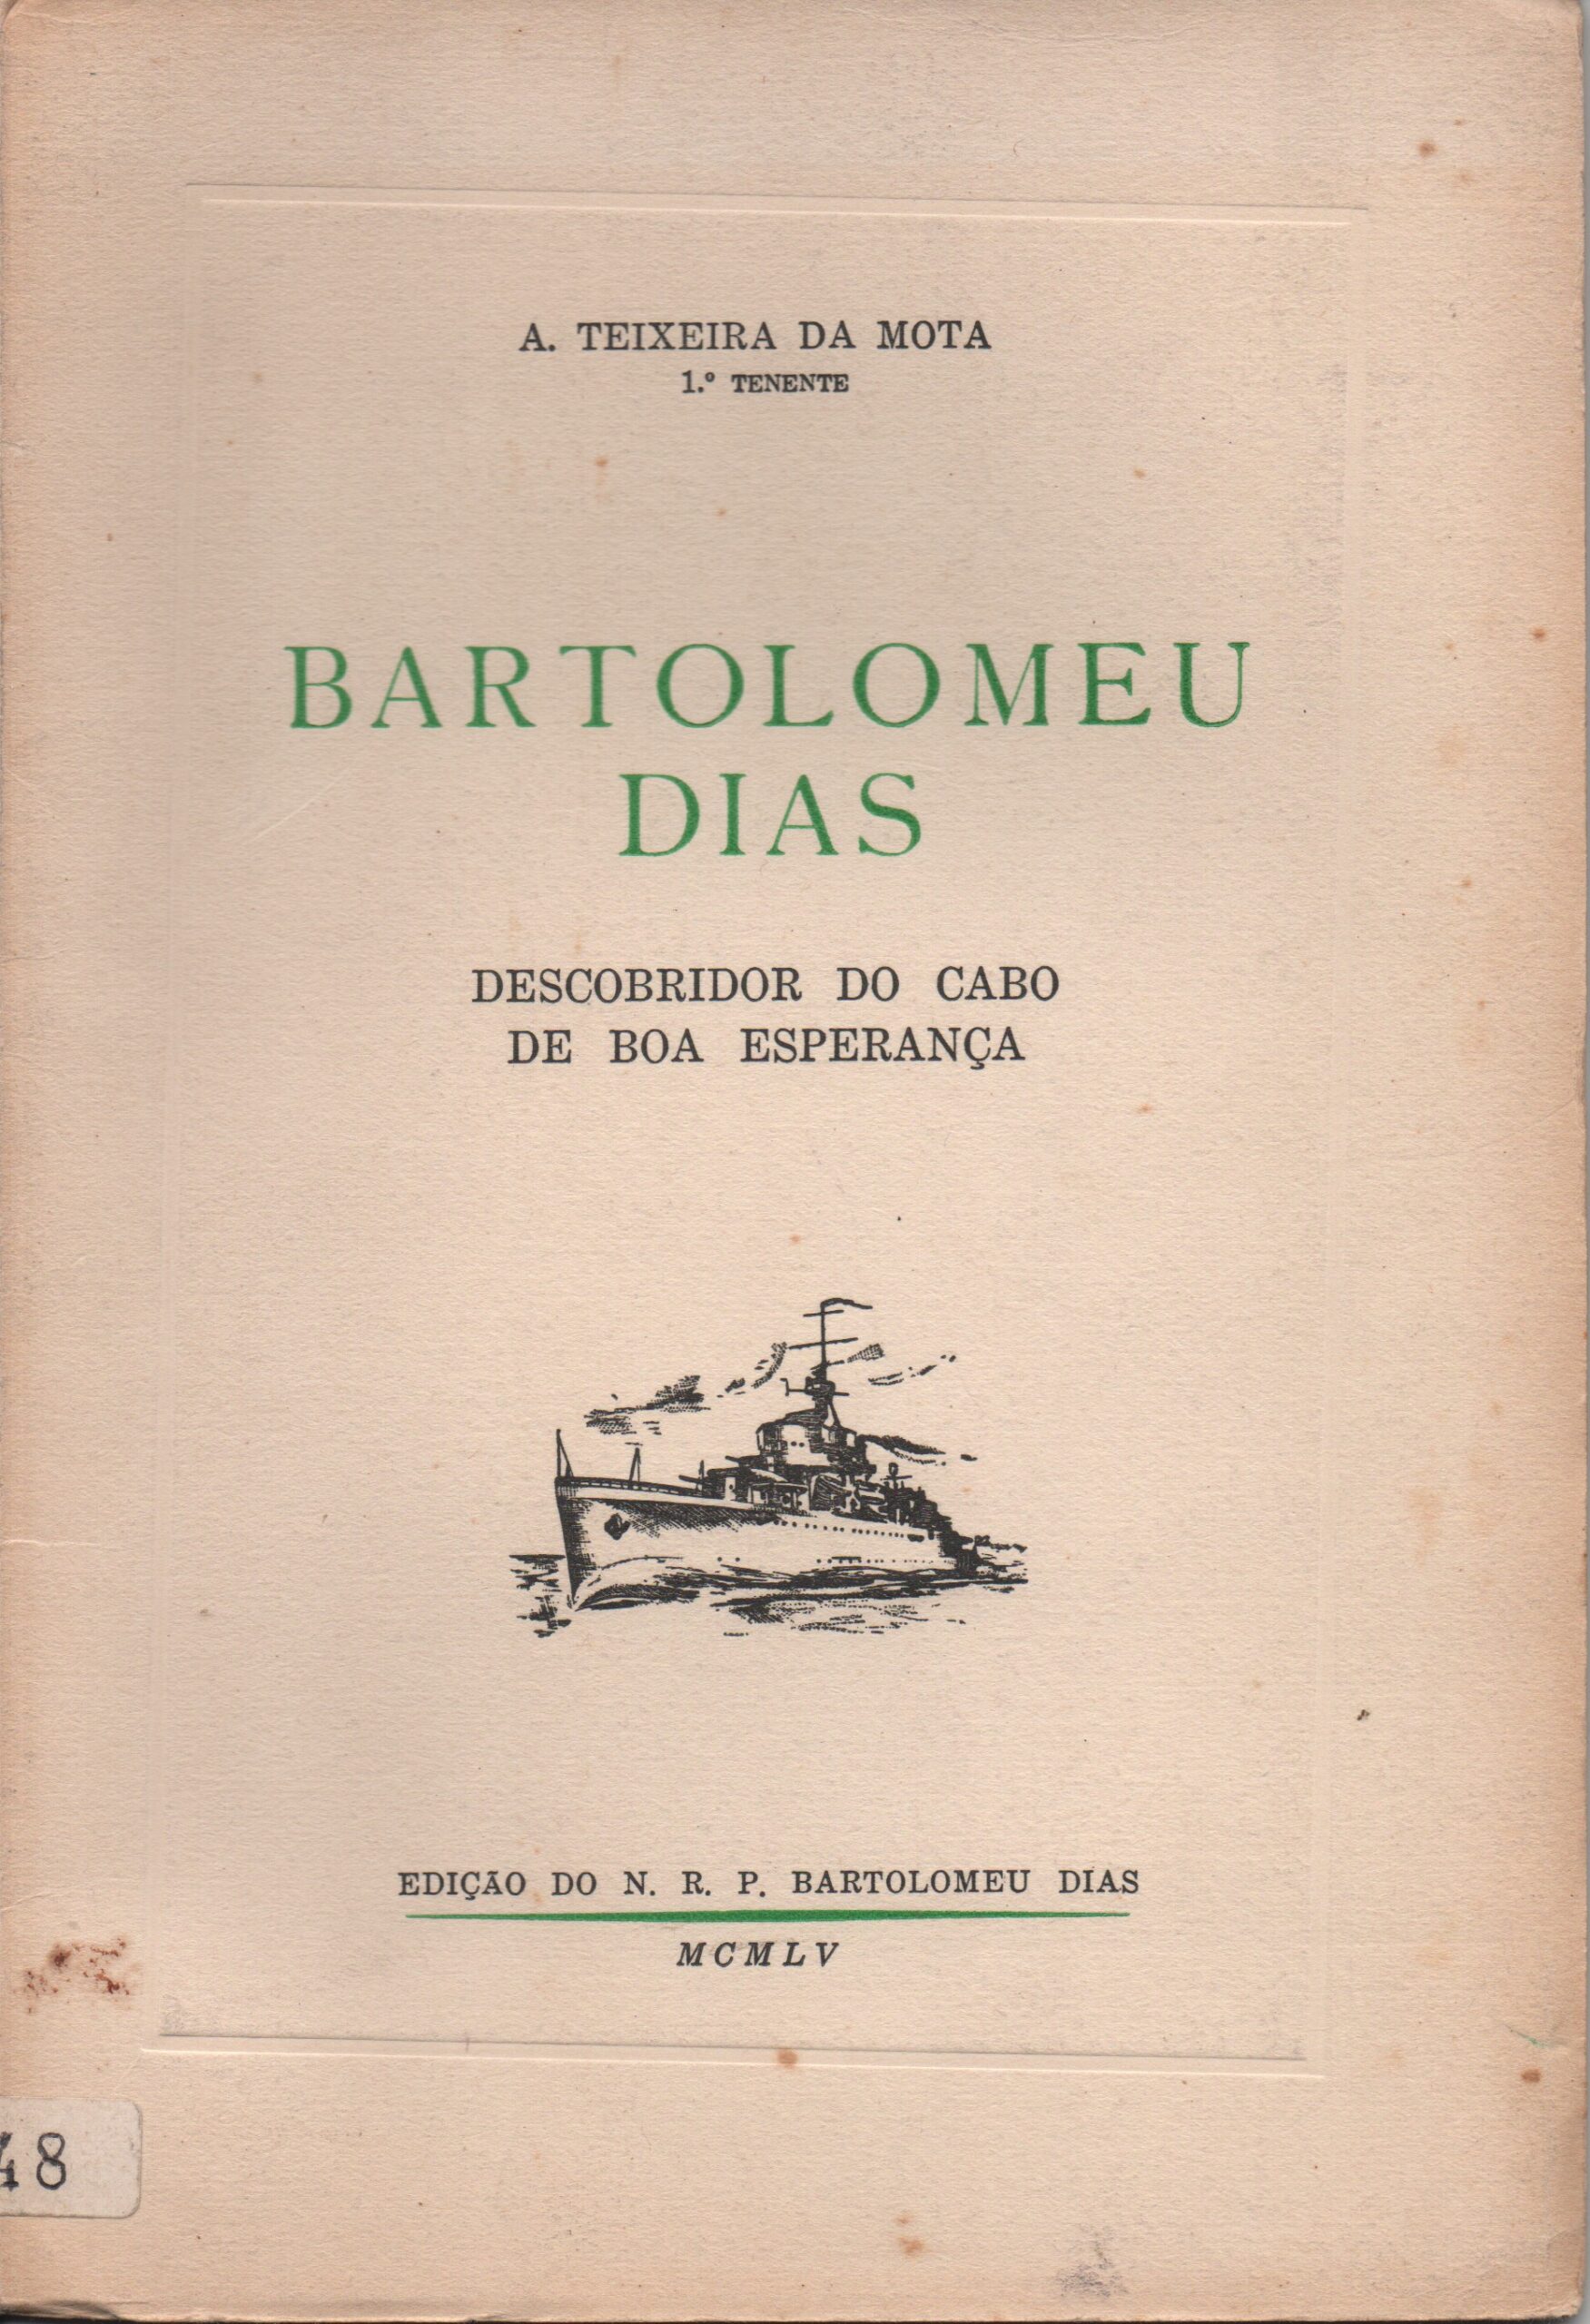 A. TEIXEIRA DA MOTA
1.º TENENTE
BARTOLOMEU
DIAS
DESCOBRIDOR DO CABO
DE BOA ESPERANÇA
EDIÇÃO DO N. R. P. BARTOLOMEU DIAS
MCMLV
48